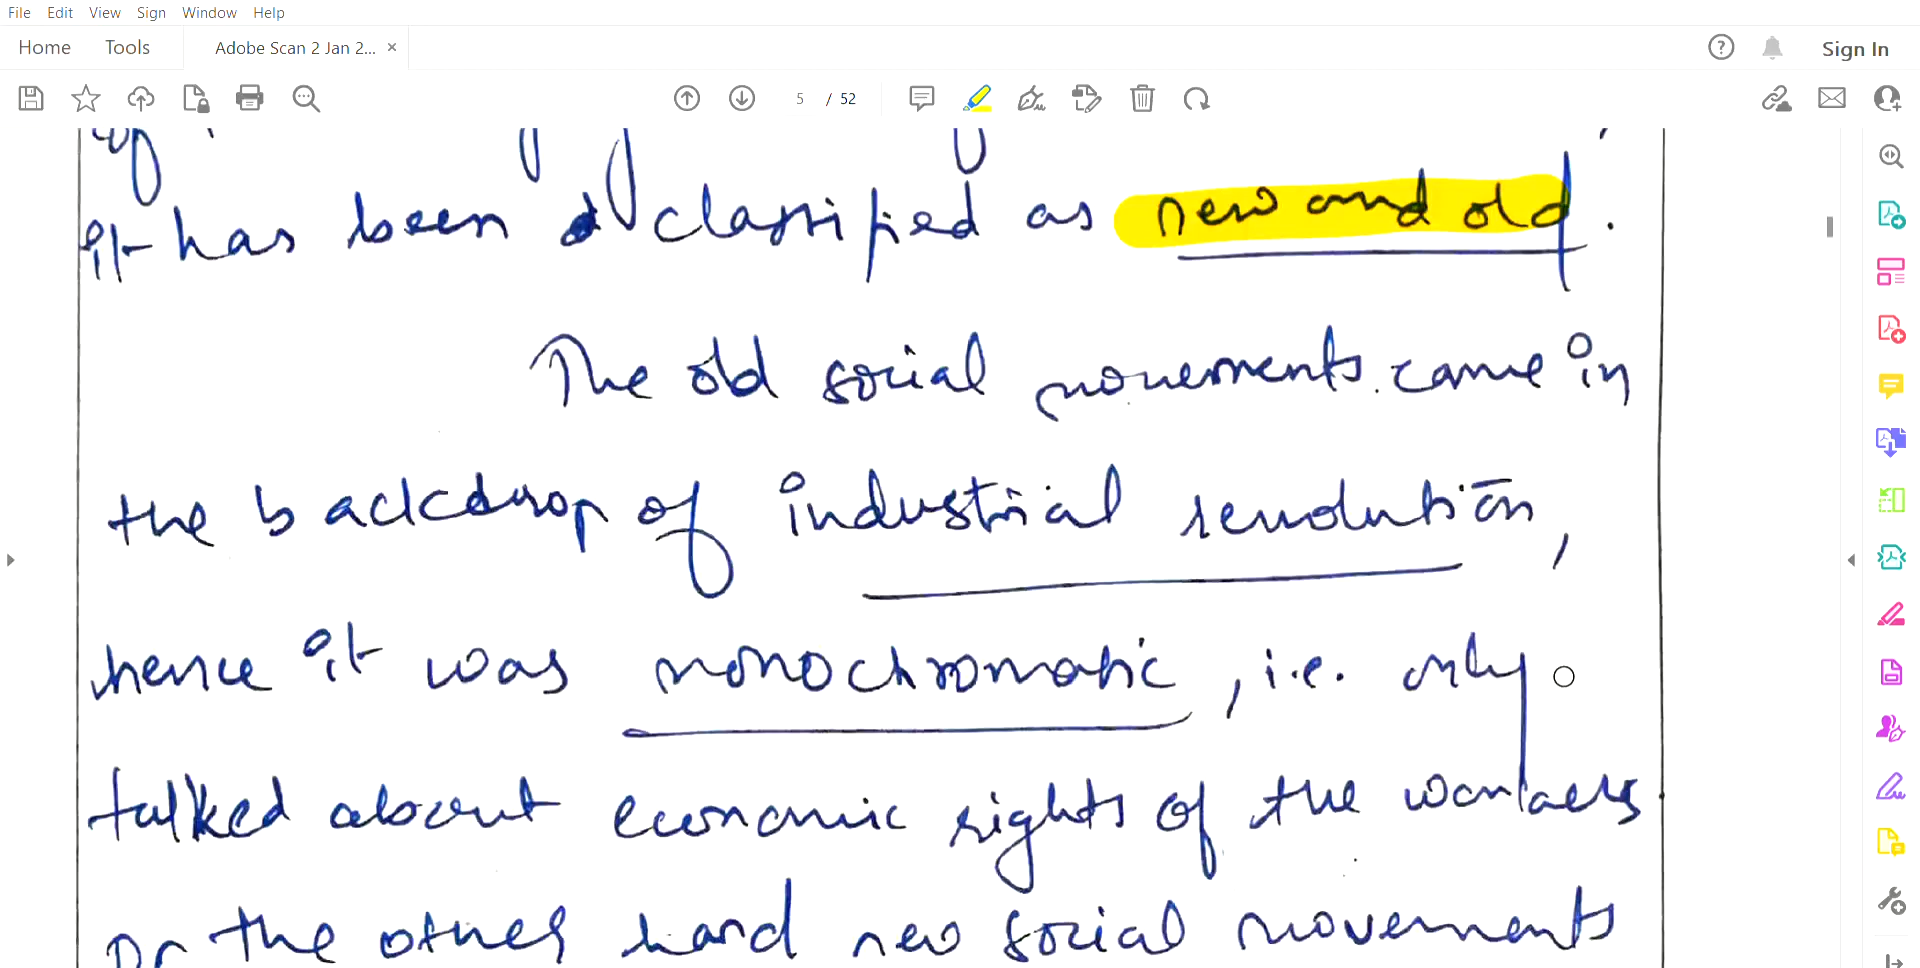 File Edit View Sign Window Help
Home Tools Adobe Scan 2 Jan 2... × Sign In
5 / 52
it has been classified as new and old.
The old social movements came in
the backdrop of industrial revolution,
hence it was monochromatic, i.e. only
talked about economic rights of the workers
On the other hand new social movements